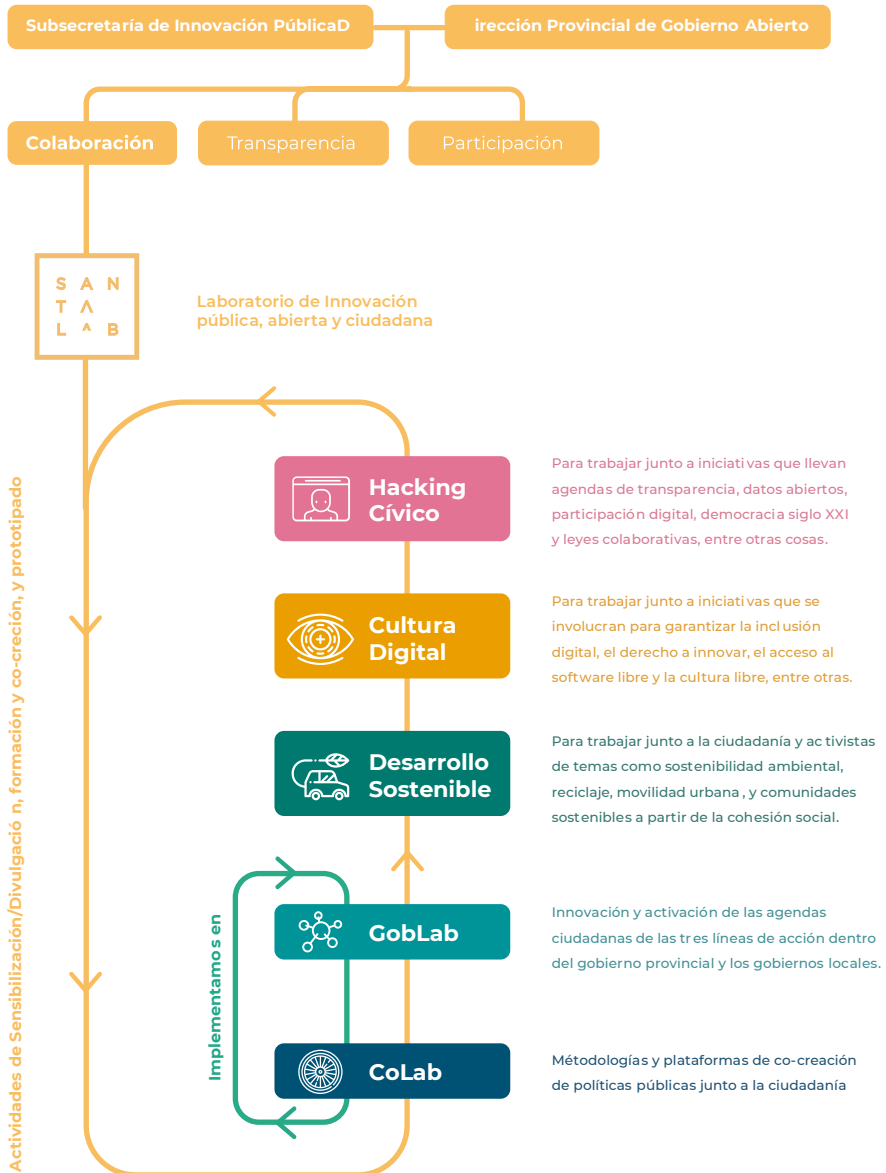 Subsecretaría de Innovación PúblicaD
irección Provincial de Gobierno Abierto
Colaboración
Transparencia
Participación
S A N
T A
L A B
Laboratorio de Innovación
pública, abierta y ciudadana
Actividades de Sensibilización/Divulgació n, formación y co-creción, y prototipado
Hacking
Cívico
Para trabajar junto a iniciati vas que llevan
agendas de transparencia, datos abiertos,
participación digital, democracia siglo XXI
y leyes colaborativas, entre otras cosas.
Cultura
Digital
Para trabajar junto a iniciati vas que se
involucran para garantizar la incl usión
digital, el derecho a innovar, el acceso al
software libre y la cultura libre, entre otras.
Desarrollo
Sostenible
Para trabajar junto a la ciudadanía y ac tivistas
de temas como sostenibilidad ambiental,
reciclaje, movilidad urbana , y comunidades
sostenibles a partir de la cohesión social.
Implementamo s en
GobLab
Innovación y activación de las agendas
ciudadanas de las tr es líneas de acción dentro
del gobierno provincial y los gobiernos locales.
CoLab
Métodologías y plataformas de co-creación
de políticas públicas junto a la ciudadanía